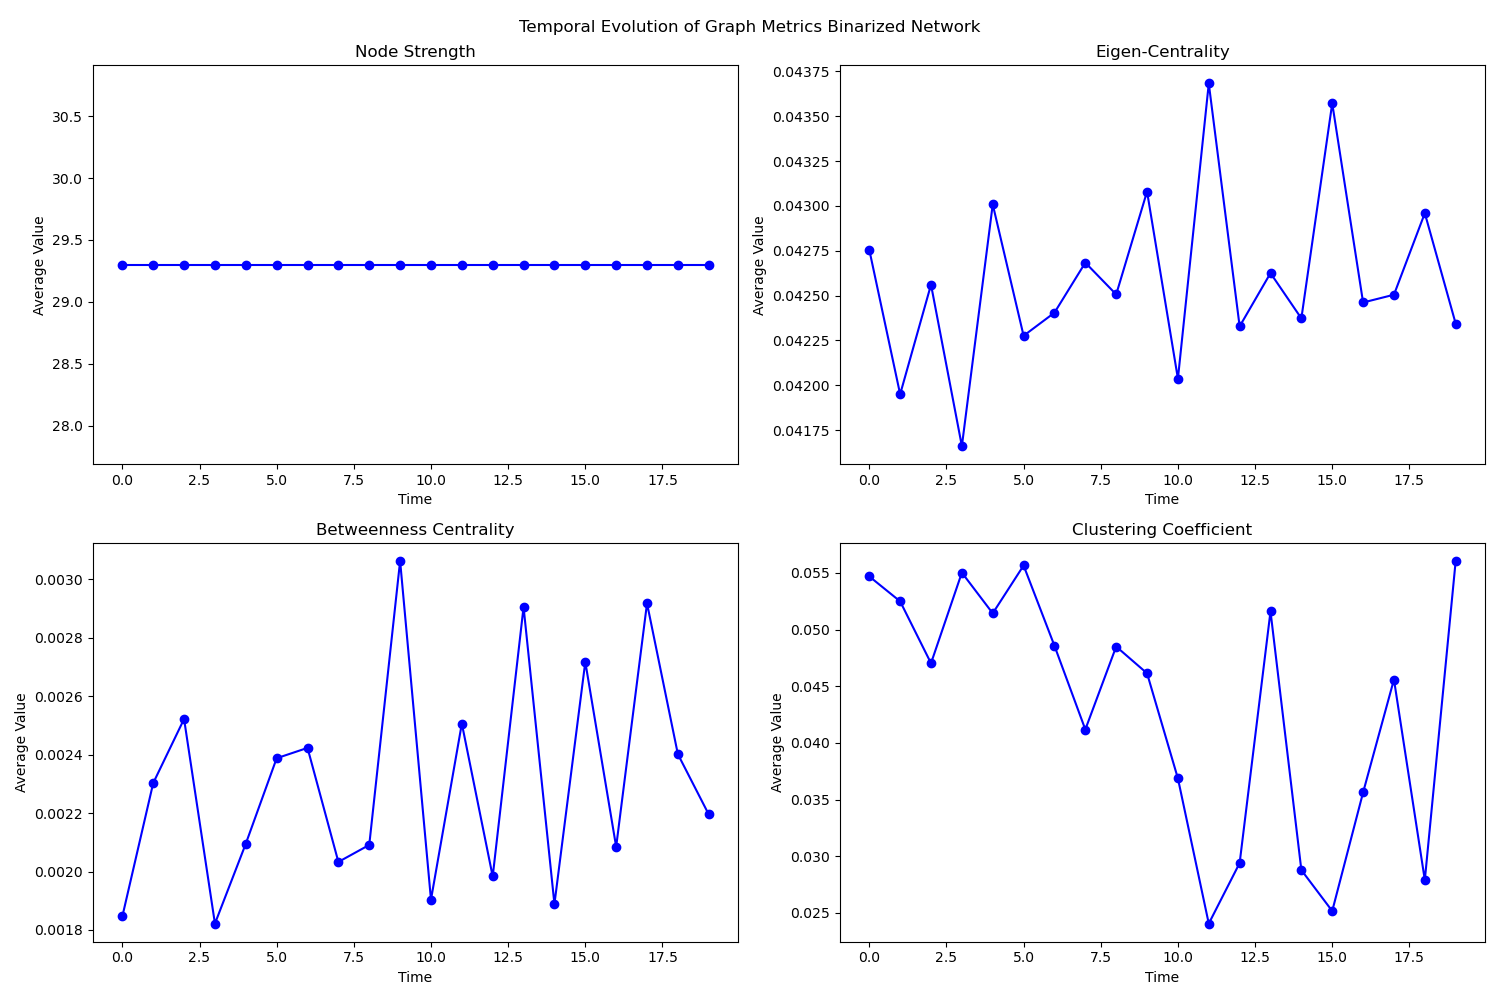 Temporal Evolution of Graph Metrics Binarized Network
Node Strength
30.5
30.0
29.5
29.0
28.5
28.0
Average Value
0.0 2.5 5.0 7.5 10.0 12.5 15.0 17.5
Time
Eigen-Centrality
0.04375
0.04350
0.04325
0.04300
0.04275
0.04250
0.04225
0.04200
0.04175
Average Value
0.0 2.5 5.0 7.5 10.0 12.5 15.0 17.5
Time
Betweenness Centrality
0.0030
0.0028
0.0026
0.0024
0.0022
0.0020
0.0018
Average Value
0.0 2.5 5.0 7.5 10.0 12.5 15.0 17.5
Time
Clustering Coefficient
0.055
0.050
0.045
0.040
0.035
0.030
0.025
Average Value
0.0 2.5 5.0 7.5 10.0 12.5 15.0 17.5
Time